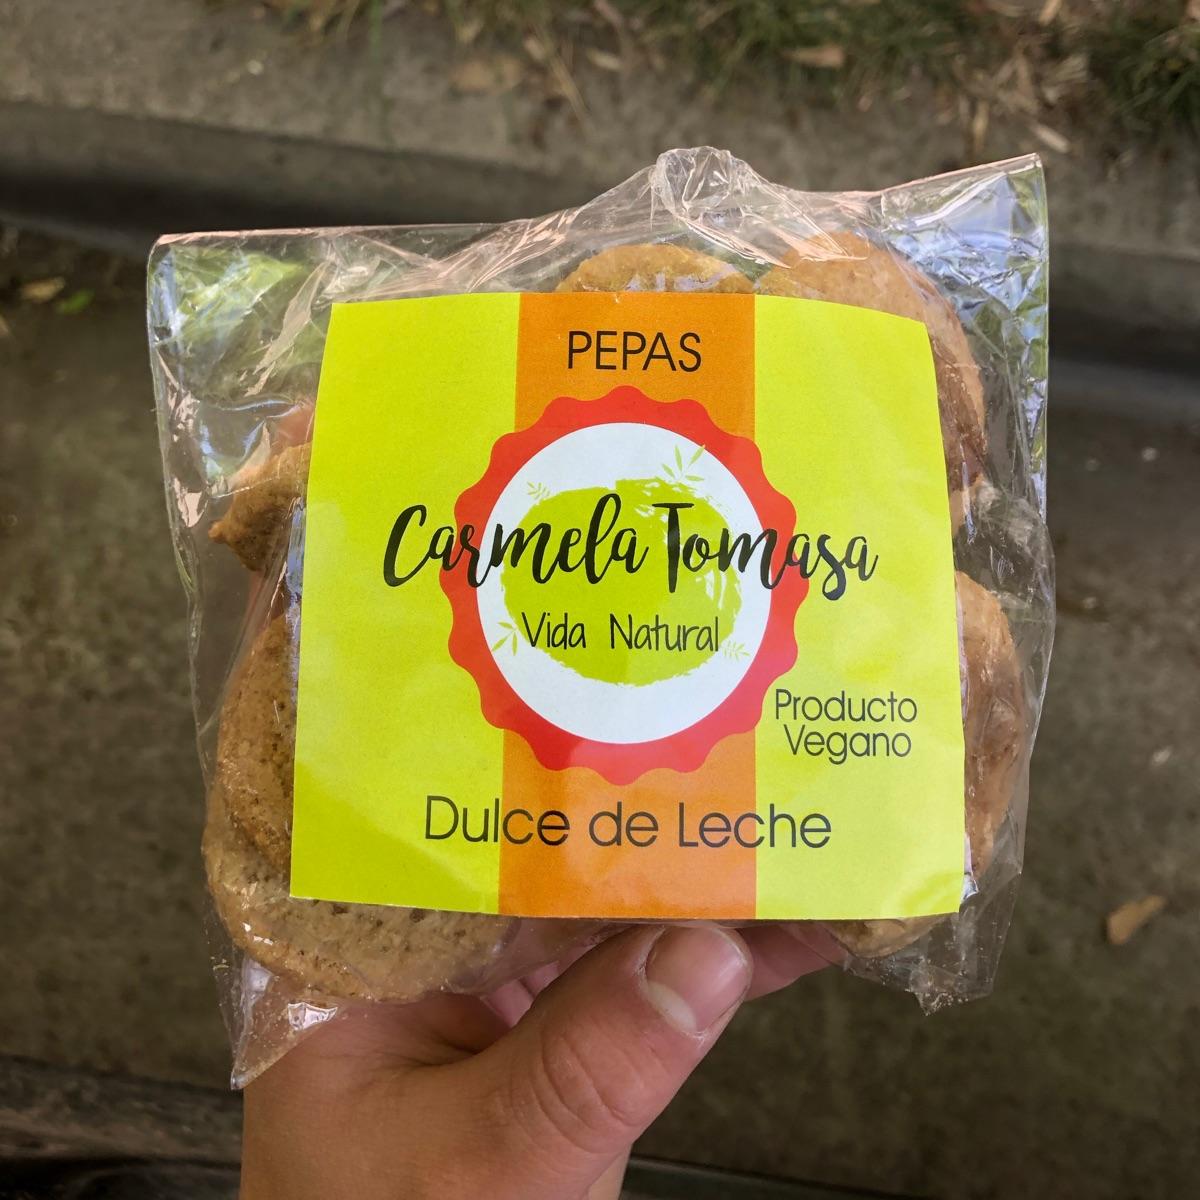 PEPAS
Carmela Tomasa
Vida Natural
Producto
Vegano
Dulce de Leche